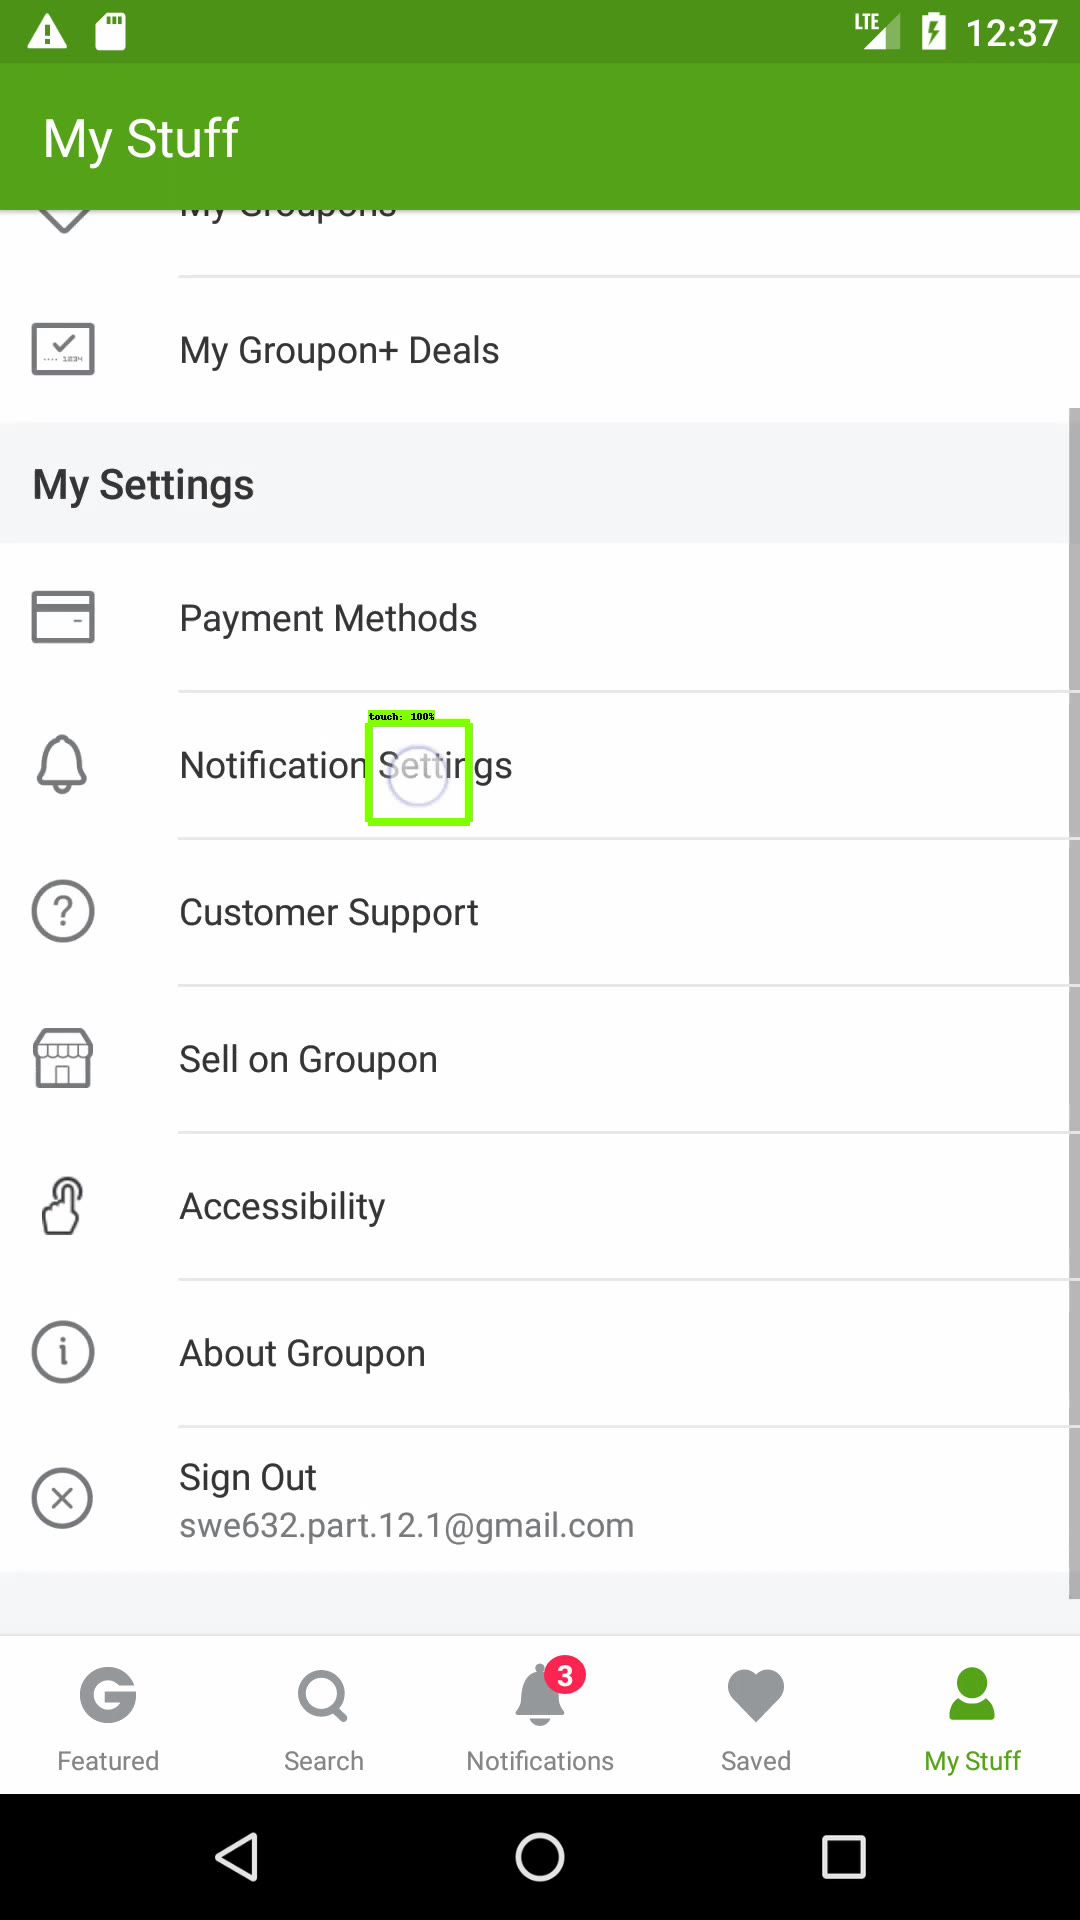 LTE 12:37
My Stuff
My Groupons
My Groupon+ Deals
.... 1234
My Settings
Payment Methods
touch: 100%
Notification Settings
Customer Support
Sell on Groupon
Accessibility
About Groupon
Sign Out
swe632.part.12.1@gmail.com
3
Featured Search Notifications Saved My Stuff